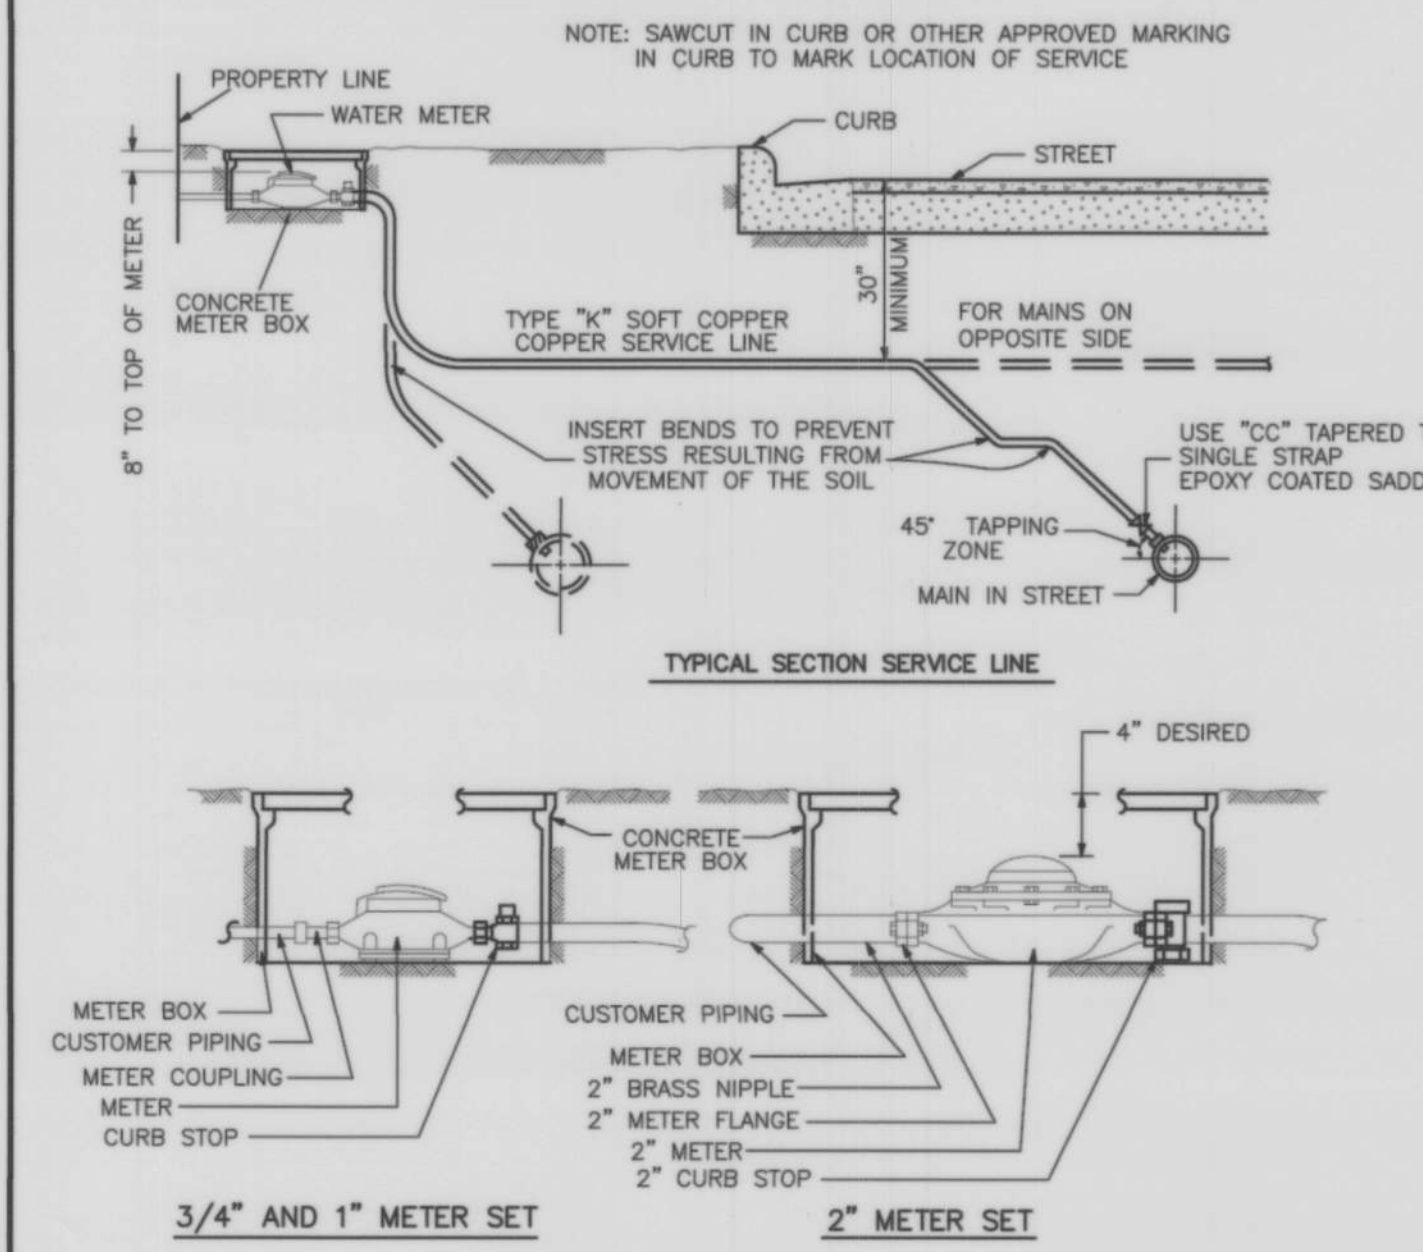 NOTE: SAWCUT IN CURB OR OTHER APPROVED MARKING
IN CURB TO MARK LOCATION OF SERVICE
PROPERTY LINE
WATER METER
CURB
STREET
8" TO TOP OF METER
CONCRETE
METER BOX
TYPE "K" SOFT COPPER
COPPER SERVICE LINE
30"
MINIMUM
FOR MAINS ON
OPPOSITE SIDE
INSERT BENDS TO PREVENT
STRESS RESULTING FROM
MOVEMENT OF THE SOIL
USE "CC" TAPERED
SINGLE STRAP
EPOXY COATED SADD
45° TAPPING
ZONE
MAIN IN STREET
TYPICAL SECTION SERVICE LINE
4" DESIRED
CONCRETE
METER BOX
METER BOX
CUSTOMER PIPING
METER COUPLING
METER
CURB STOP
3/4" AND 1" METER SET
CUSTOMER PIPING
METER BOX
2" BRASS NIPPLE
2" METER FLANGE
2" METER
2" CURB STOP
2" METER SET